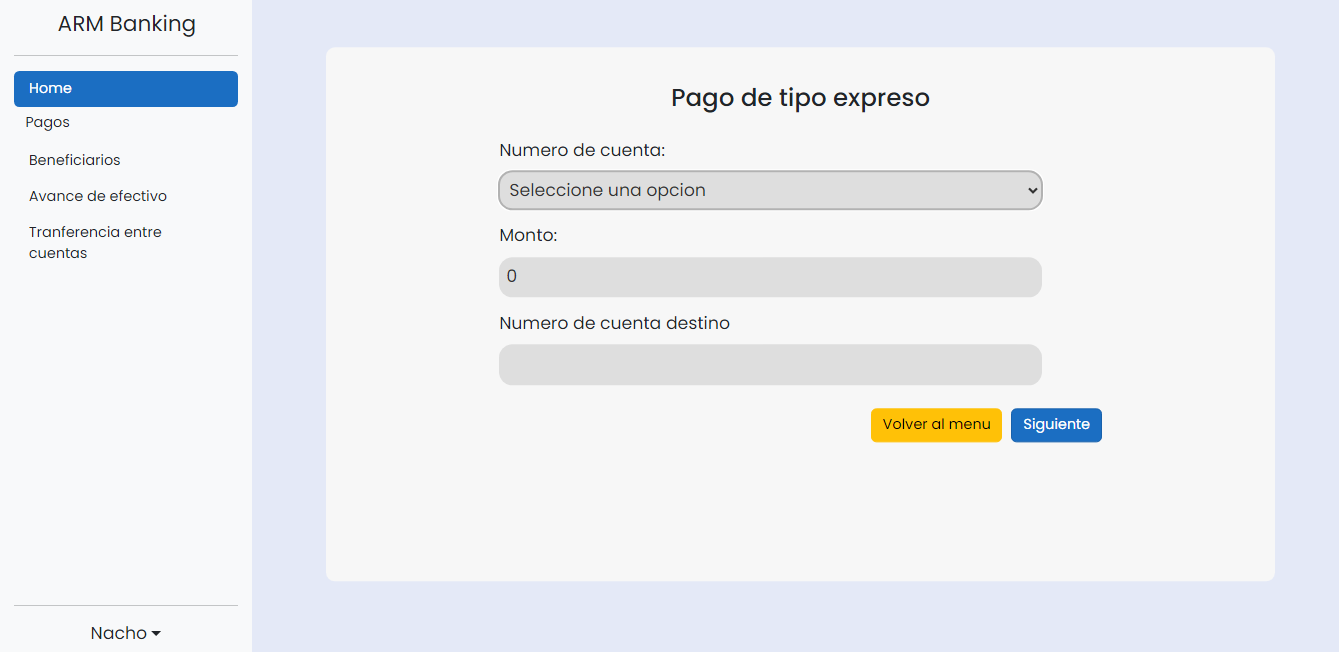 ARM Banking
Home
Pagos
Beneficiarios
Avance de efectivo
Tranferencia entre
cuentas
Nacho
Pago de tipo expreso
Numero de cuenta:
Seleccione una opcion
Monto:
0
Numero de cuenta destino
Volver al menu
Siguiente